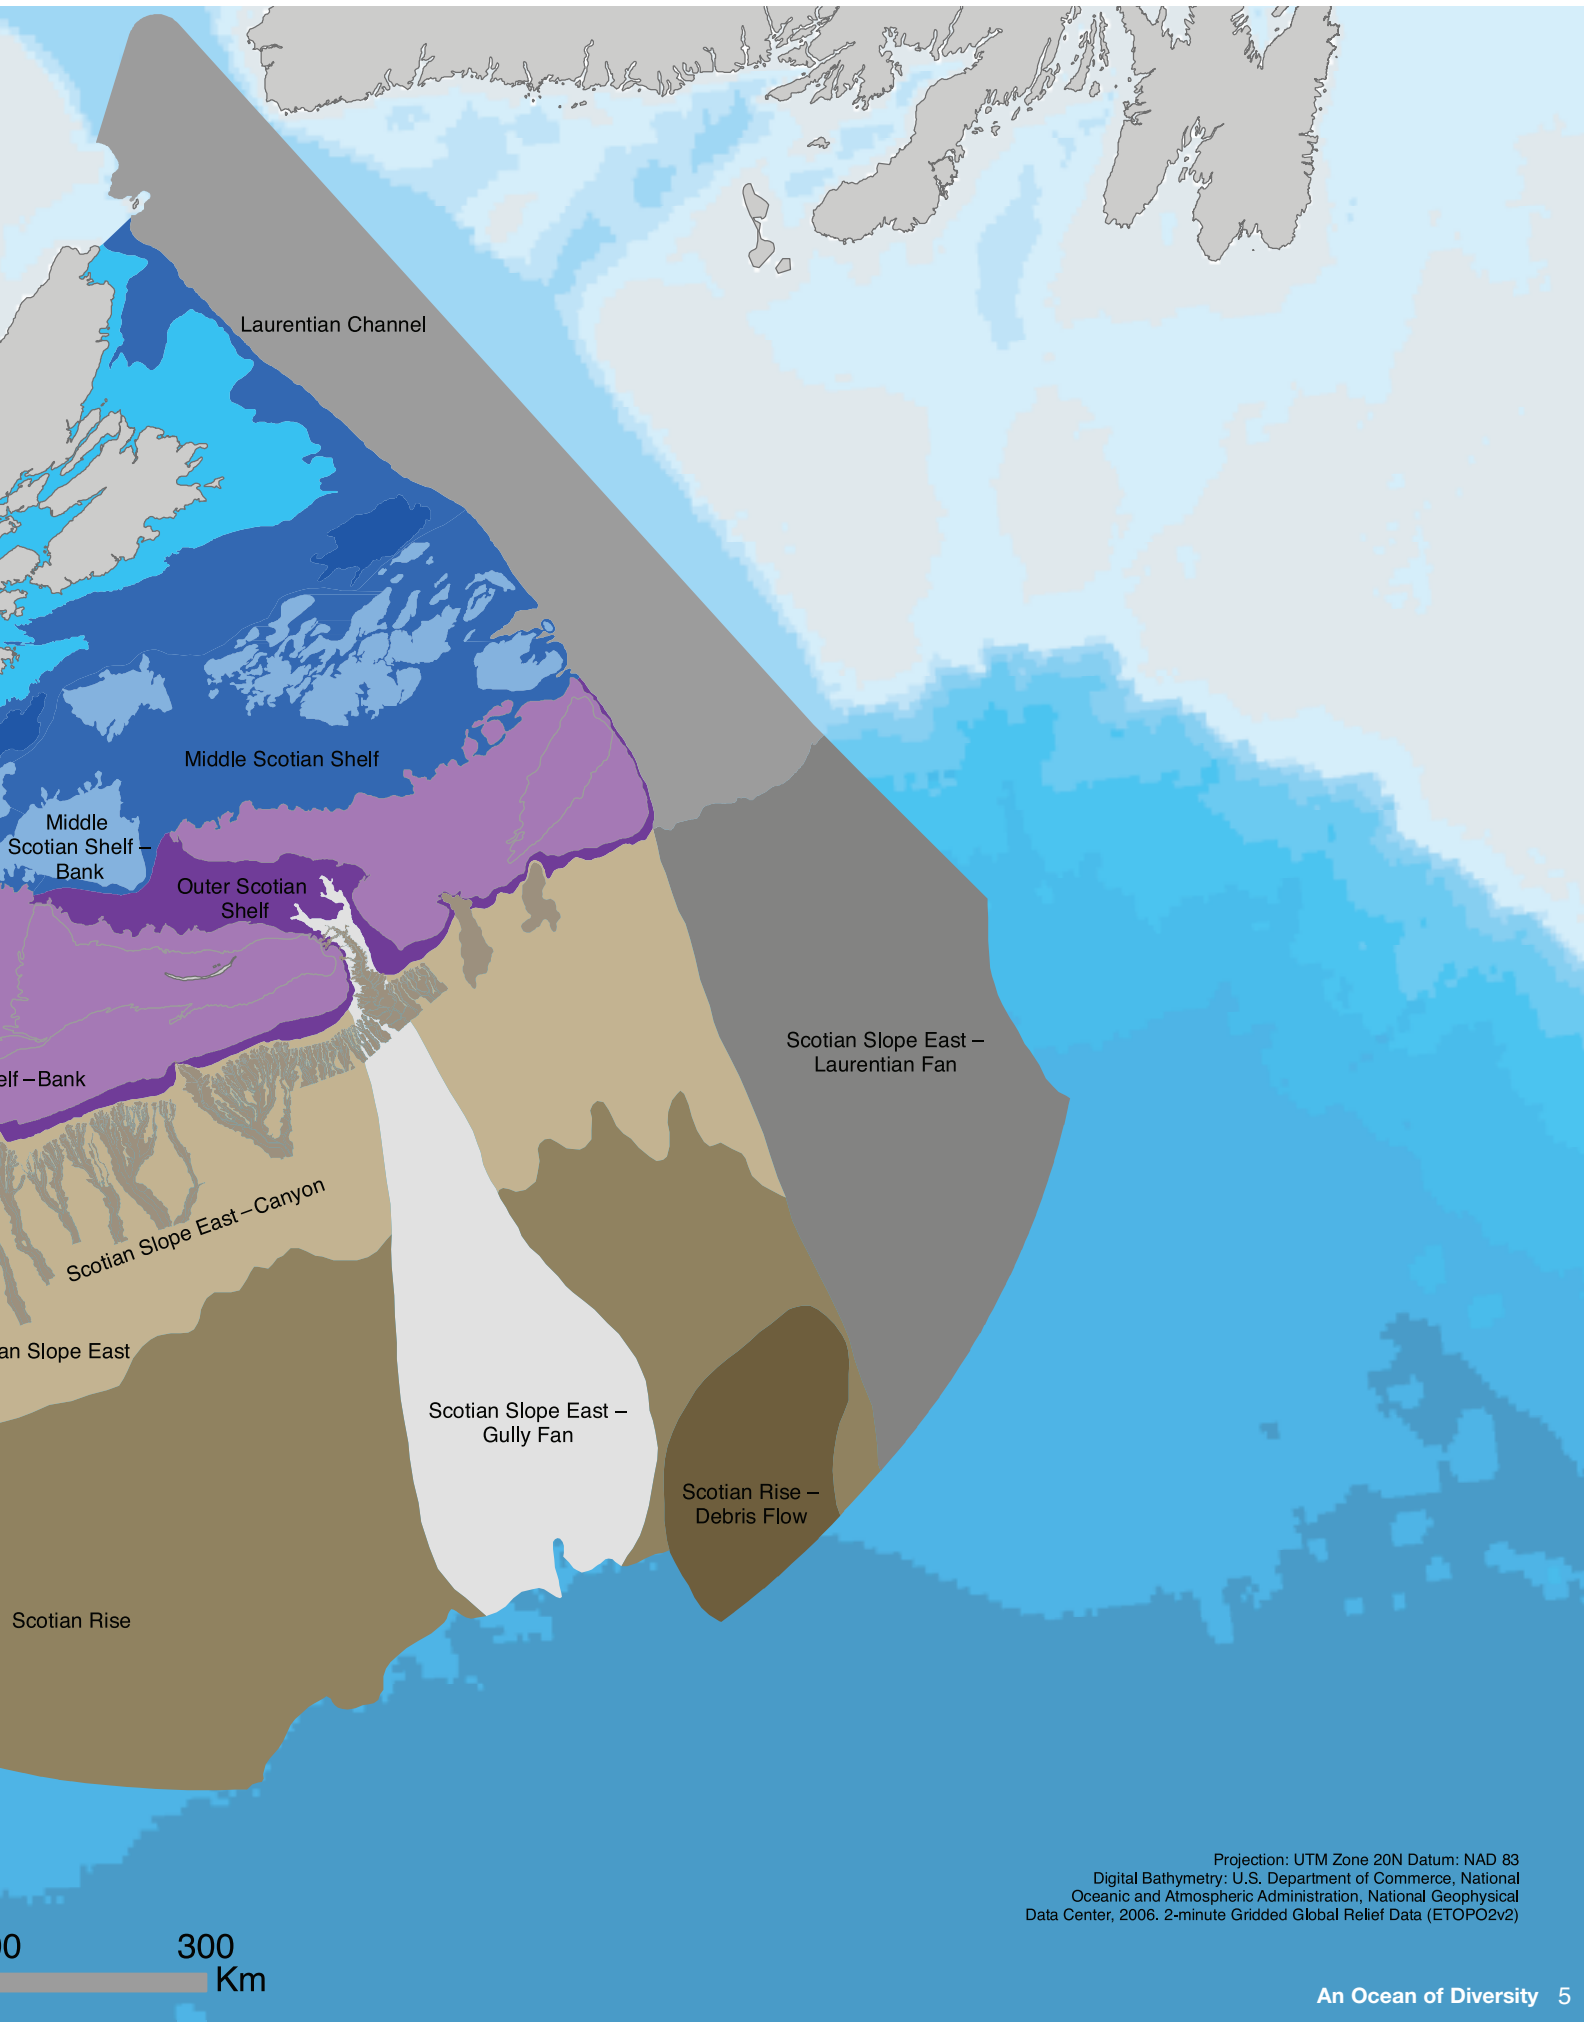 Laurentian Channel
Middle Scotian Shelf
Middle
Scotian Shelf –
Bank
Outer Scotian
Shelf
Scotian Slope East –
Laurentian Fan
elf – Bank
Scotian Slope East – Canyon
an Slope East
Scotian Slope East –
Gully Fan
Scotian Rise –
Debris Flow
Scotian Rise
Projection: UTM Zone 20N Datum: NAD 83
Digital Bathymetry: U.S. Department of Commerce, National
Oceanic and Atmospheric Administration, National Geophysical
Data Center, 2006. 2-minute Gridded Global Relief Data (ETOPO2v2)
0 300
Km
An Ocean of Diversity 5